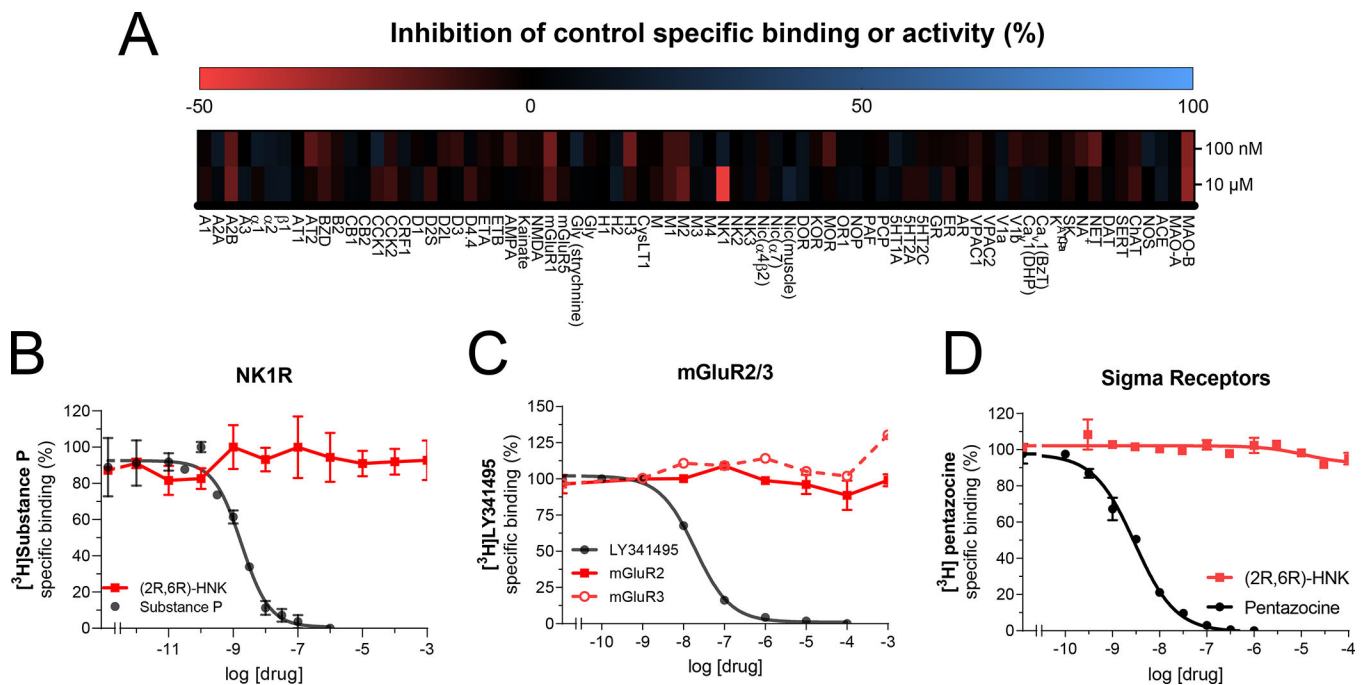 A
Inhibition of control specific binding or activity (%)
-50 0 50 100
100 nM
10 µM
A1
A2A
A2B
A3
α1
α2
β1
AT1
AT2
BZD
B2
CB1
CB2
CCK1
CCK2
CRF1
D1
D2S
D2L
D3
D4.4
ETA
ETB
AMPA
Kainate
NMDA
mGluR1
mGluR5
Gly (strychnine)
Gly
H1
H2
H3
CysLT1
M
M1
M2
M3
M4
NK1
NK2
NK3
Nic(α4β2)
Nic(α7)
Nic(muscle)
DOR
KOR
MOR
OR1
NOP
PAF
PCP
5HT1A
5HT2A
5HT2C
GR
ER
AR
VPAC1
VPAC2
V1a
V1b
Cav1(DHP)
Cav1(BzT)
SK
NET
DAT
SERT
ChAT
iNOS
ACE
MAO-A
MAO-B
B
NK1R
[³H]Substance P
specific binding (%)
120
100
80
60
40
20
0
(2R,6R)-HNK
Substance P
-11 -9 -7 -5 -3
log [drug]
C
mGluR2/3
[³H]LY341495
specific binding (%)
150
125
100
75
50
25
0
LY341495
mGluR2
mGluR3
-10 -9 -8 -7 -6 -5 -4 -3
log [drug]
D
Sigma Receptors
[³H] pentazocine
specific binding (%)
120
100
80
60
40
20
0
(2R,6R)-HNK
Pentazocine
-10 -9 -8 -7 -6 -5 -4
log [drug]